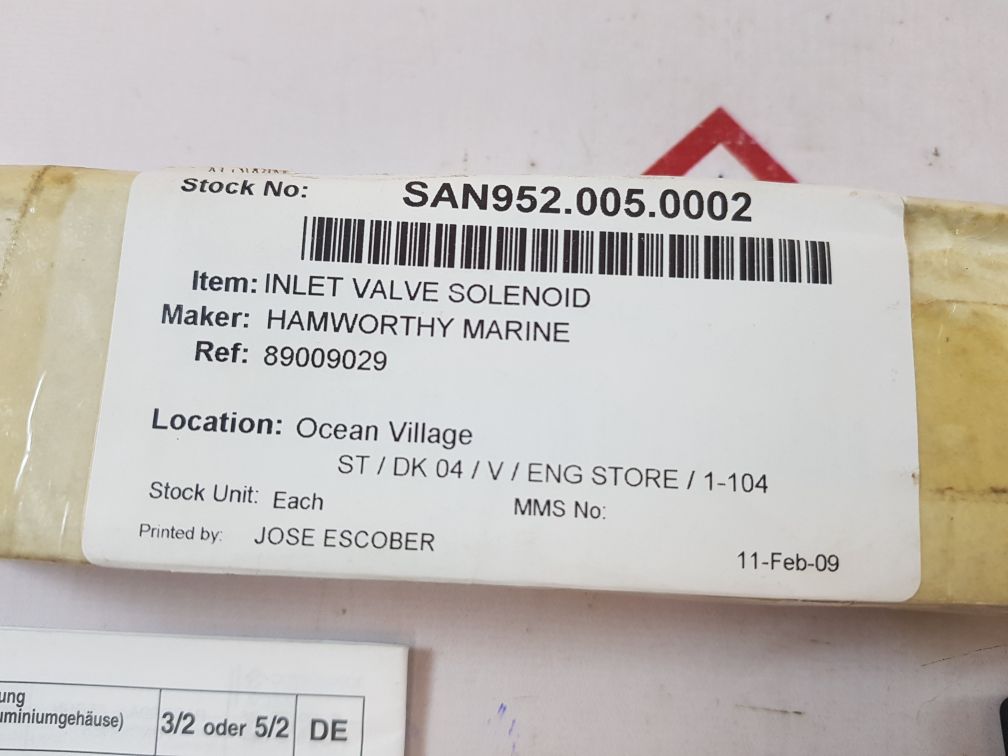 Stock No: SAN952.005.0002
Item: INLET VALVE SOLENOID
Maker: HAMWORTHY MARINE
Ref: 89009029
Location: Ocean Village
ST / DK 04 / V / ENG STORE / 1-104
Stock Unit: Each MMS No:
Printed by: JOSE ESCOBER
11-Feb-09
ung
uminiumgehäuse) 3/2 oder 5/2 DE